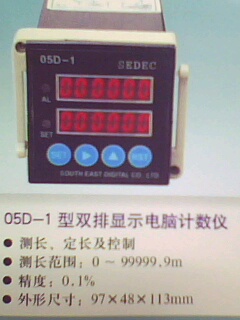 05D-1
SEDEC
AL
SET
SET
RST
SOUTH EAST DIGITAL CO., LTD
05D-1 型双排显示电脑计数仪
● 测长、定长及控制
● 测长范围：0～99999.9m
● 精度：0.1%
● 外形尺寸：97×48×113mm